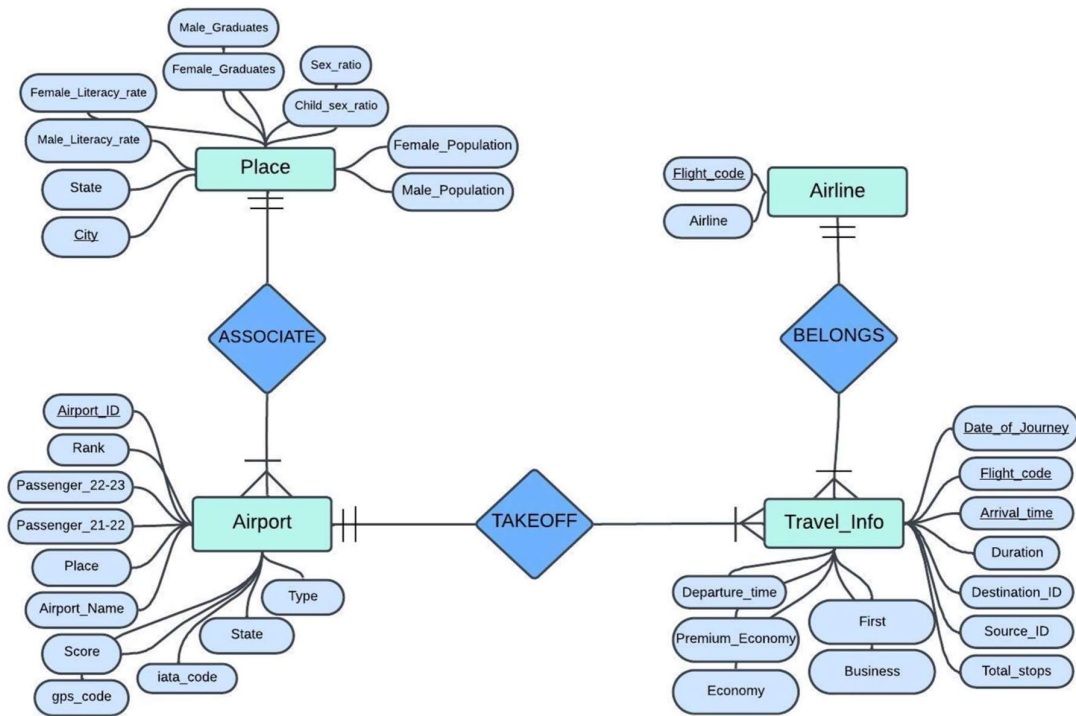 Male_Graduates
Female_Graduates
Sex_ratio
Child_sex_ratio
Female_Literacy_rate
Male_Literacy_rate
State
City
Place
Female_Population
Male_Population
Flight_code
Airline
Airline
ASSOCIATE
BELONGS
Airport_ID
Rank
Passenger_22-23
Passenger_21-22
Place
Airport_Name
Score
gps_code
iata_code
State
Type
Airport
TAKEOFF
Travel_Info
Date_of_Journey
Flight_code
Arrival_time
Duration
Destination_ID
Source_ID
Total_stops
Departure_time
Premium_Economy
Economy
First
Business